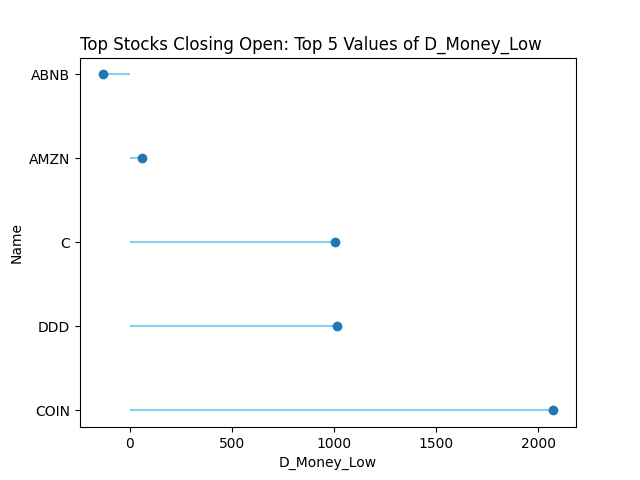 Top Stocks Closing Open: Top 5 Values of D_Money_Low
ABNB
AMZN
C
DDD
COIN
Name
0 500 1000 1500 2000
D_Money_Low